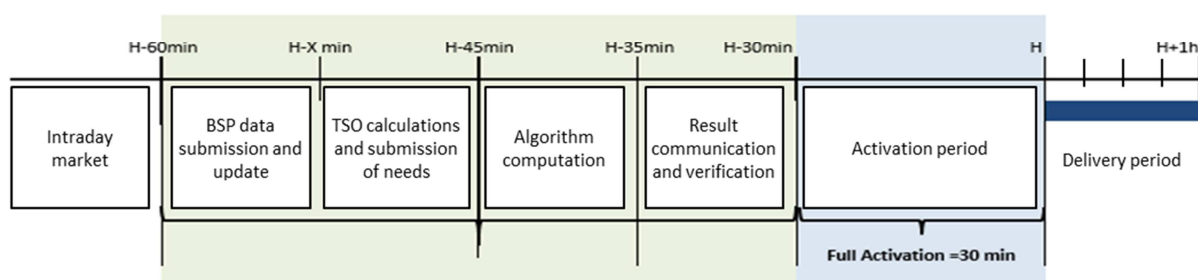 H-60min
H-X min
H-45min
H-35min
H-30min
H
H+1h
Intraday
market
BSP data
submission and
update
TSO calculations
and submission
of needs
Algorithm
computation
Result
communication
and verification
Activation period
Delivery period
Full Activation =30 min